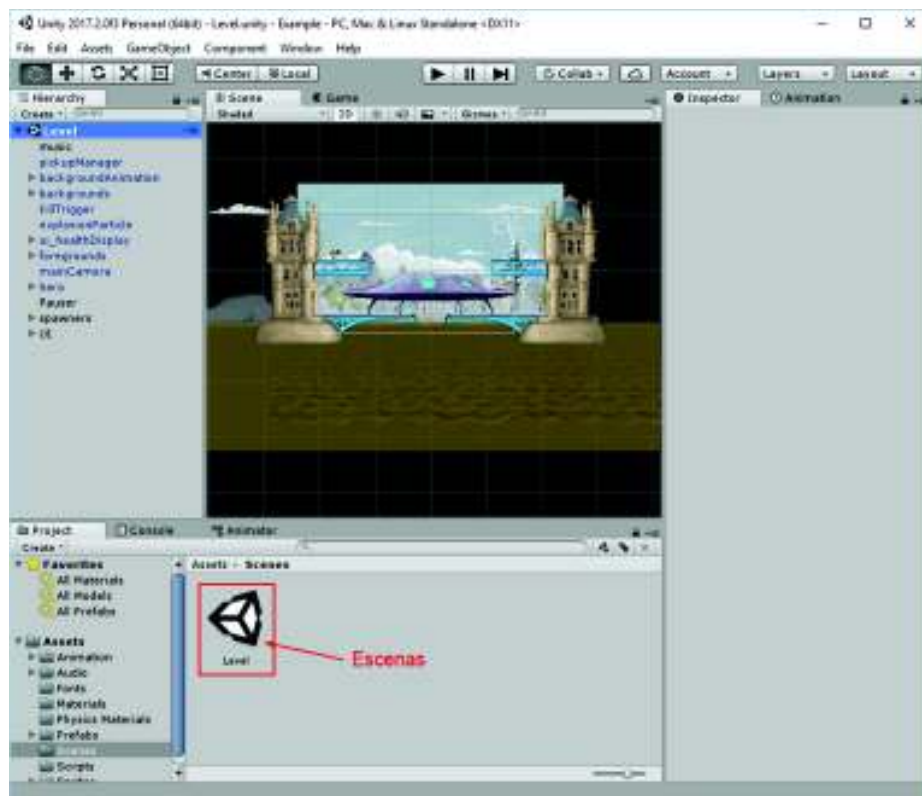 Unity 2017.2.0f3 Personal (64bit) - Level.unity - Example - PC, Mac & Linux Standalone <DX11>
File Edit Assets GameObject Component Window Help
Center Local Collab Account Layers Layout
Hierarchy
Create
Level
music
pickupManager
backgroundAnimation
backgrounds
killTrigger
explosionParticle
ui_healthDisplay
foregrounds
mainCamera
hero
Pauser
spawners
UI
Scene Game
Shaded 2D Gizmos
Inspector Animation
Project Console Animator
Create
Favorites
All Materials
All Models
All Prefabs
Assets
Animation
Audio
Fonts
Materials
Physics Materials
Prefabs
Scenes
Scripts
Assets Scenes
Level
Escenas